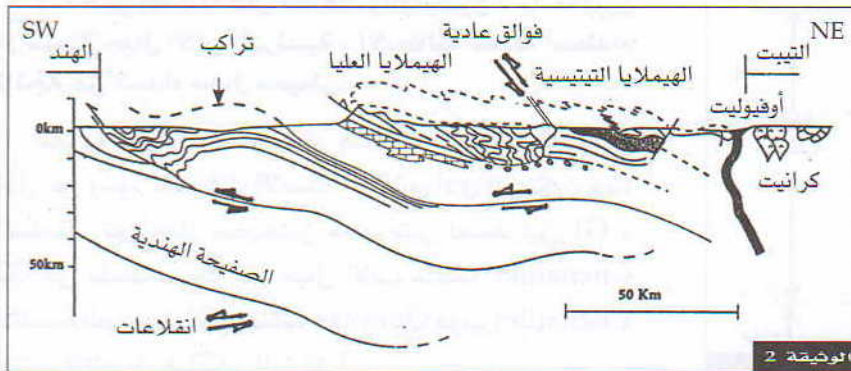 SW
NE
الهند
تراكب
فوالق عادية
الهيملايا العليا
الهيملايا التيبتيسية
التيبت
أوفيوليت
كرانيت
0km
50km
الصفيحة الهندية
انقلاعات
50 Km
الوثيقة 2